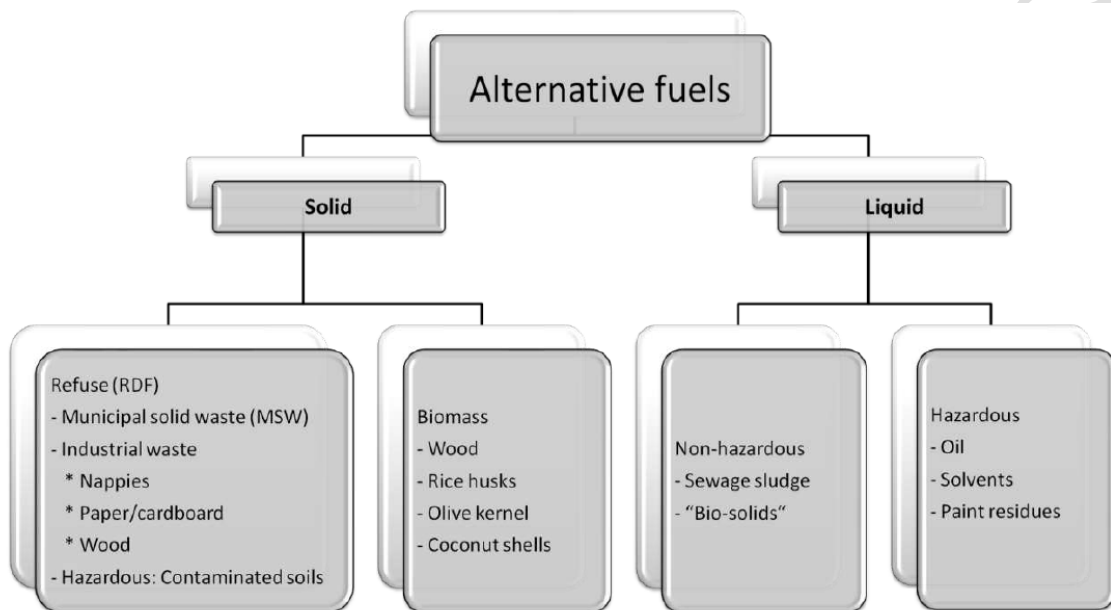 Alternative fuels
Solid
Liquid
Refuse (RDF)
- Municipal solid waste (MSW)
- Industrial waste
* Nappies
* Paper/cardboard
* Wood
- Hazardous: Contaminated soils
Biomass
- Wood
- Rice husks
- Olive kernel
- Coconut shells
Non-hazardous
- Sewage sludge
- “Bio-solids“
Hazardous
- Oil
- Solvents
- Paint residues